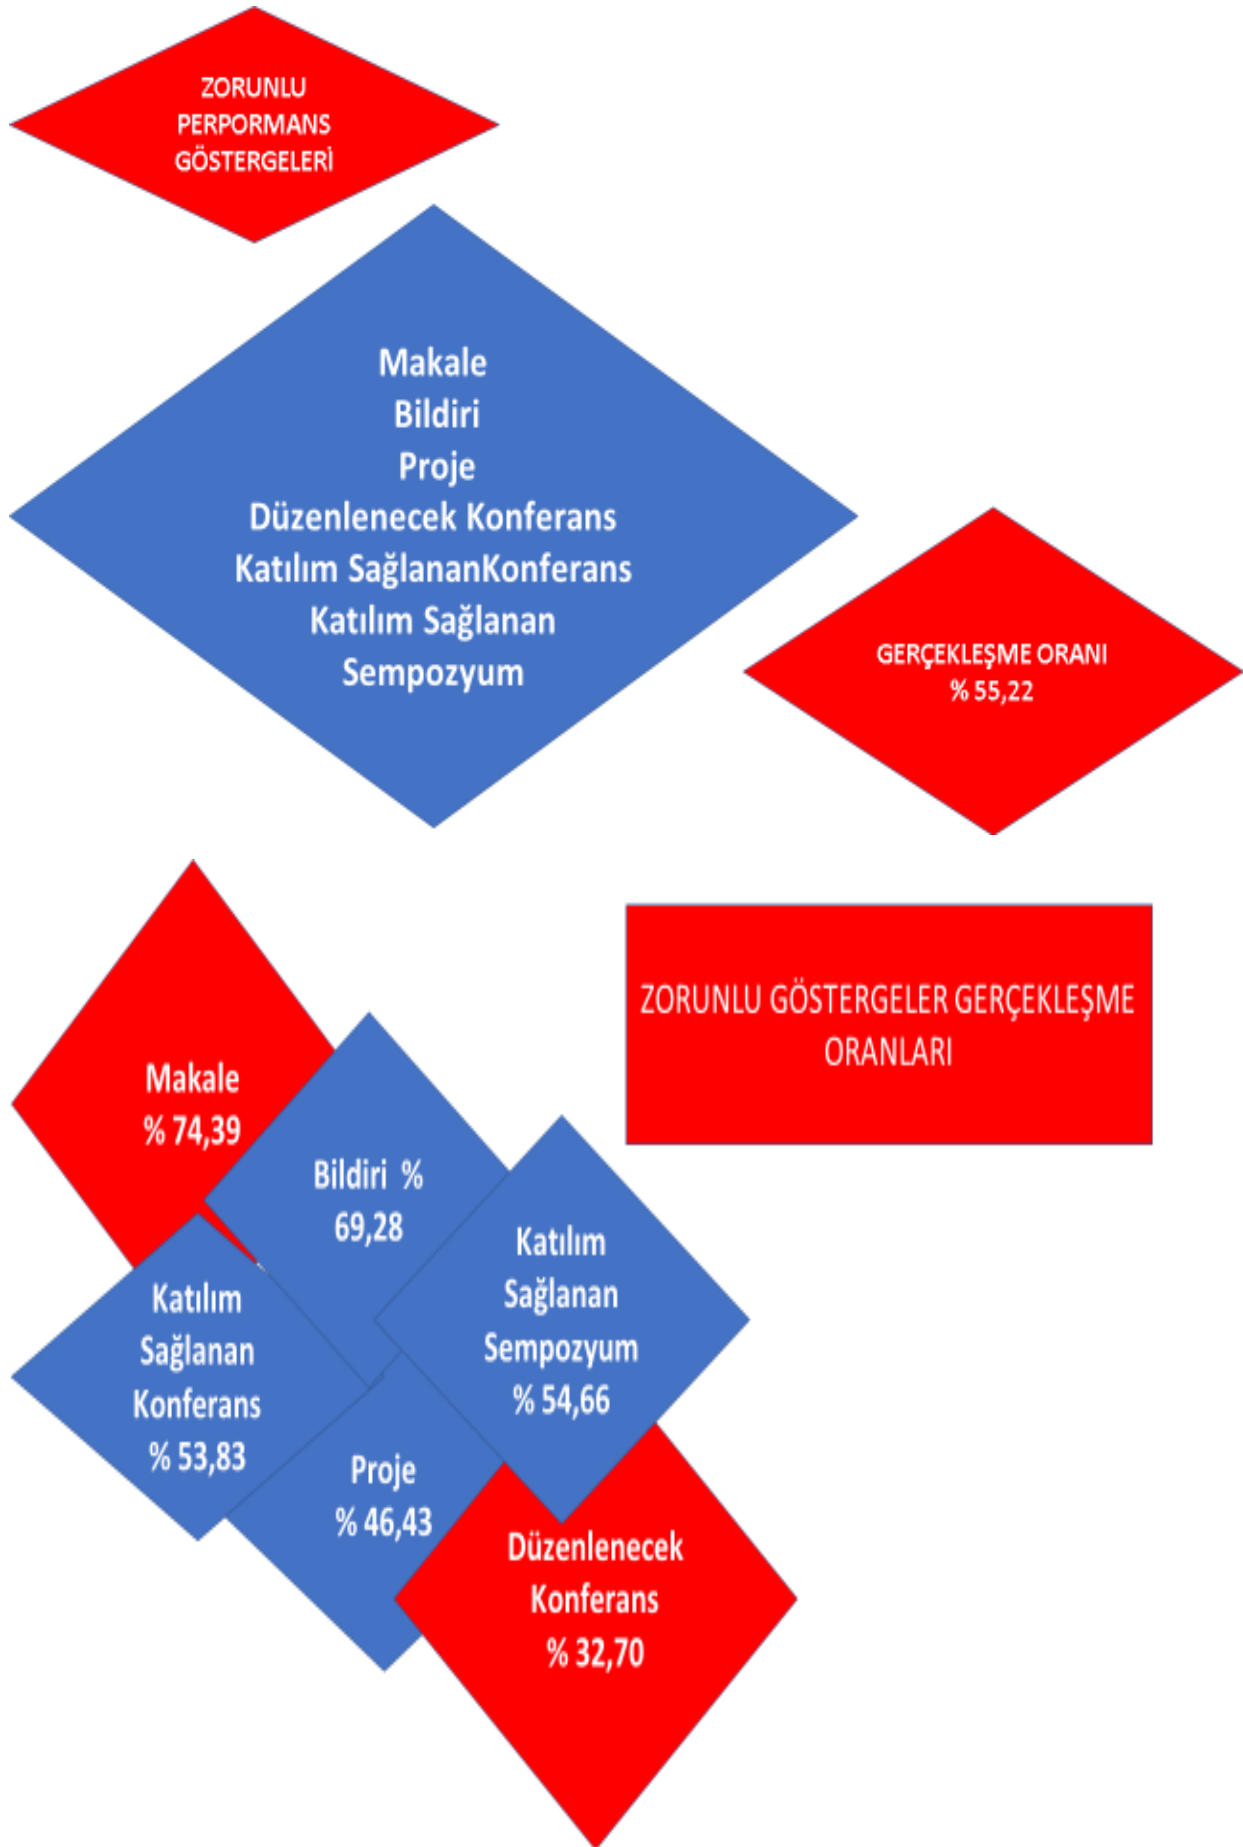 ZORUNLU
PERPORMANS
GÖSTERGELERİ
Makale
Bildiri
Proje
Düzenlenecek Konferans
Katılım SağlananKonferans
Katılım Sağlanan
Sempozyum
GERÇEKLEŞME ORANI
% 55,22
ZORUNLU GÖSTERGELER GERÇEKLEŞME
ORANLARI
Makale
% 74,39
Bildiri %
69,28
Katılım
Sağlanan
Sempozyum
% 54,66
Katılım
Sağlanan
Konferans
% 53,83
Proje
% 46,43
Düzenlenecek
Konferans
% 32,70